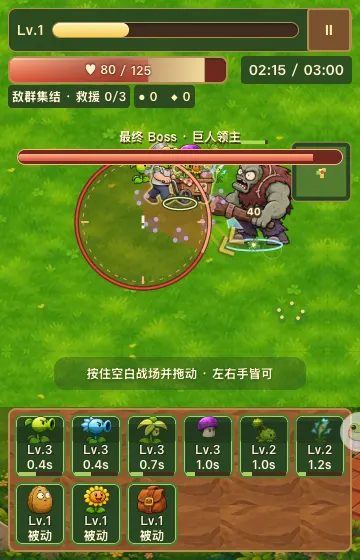 Lv.1
II
♥ 80 / 125
02:15 / 03:00
敌群集结 · 救援 0/3
● 0 ◆ 0
最终 Boss · 巨人领主
40
按住空白战场并拖动 · 左右手皆可
Lv.3 Lv.3 Lv.3 Lv.3 Lv.2 Lv.2
0.4s 0.4s 0.7s 1.0s 1.0s 1.2s
Lv.1 Lv.1 Lv.1
被动 被动 被动